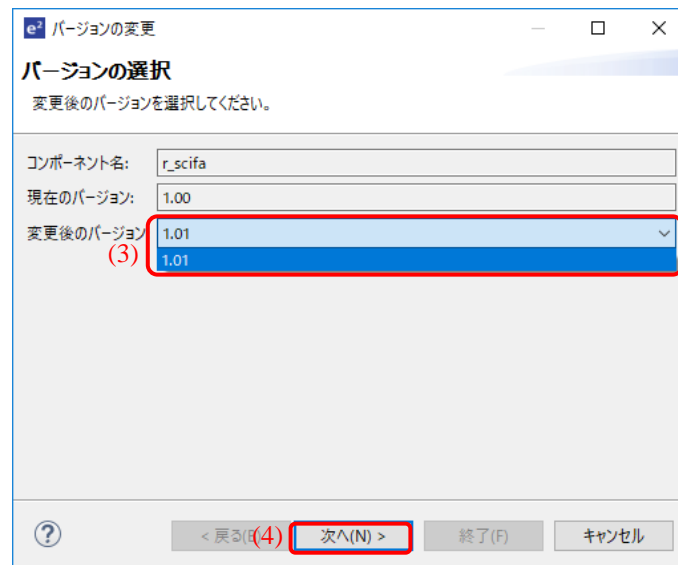 e² バージョンの変更
バージョンの選択
変更後のバージョンを選択してください。
コンポーネント名: r_scifa
現在のバージョン: 1.00
変更後のバージョン 1.01
(3) 1.01
? < 戻る( (4) 次へ(N) > 終了(F) キャンセル